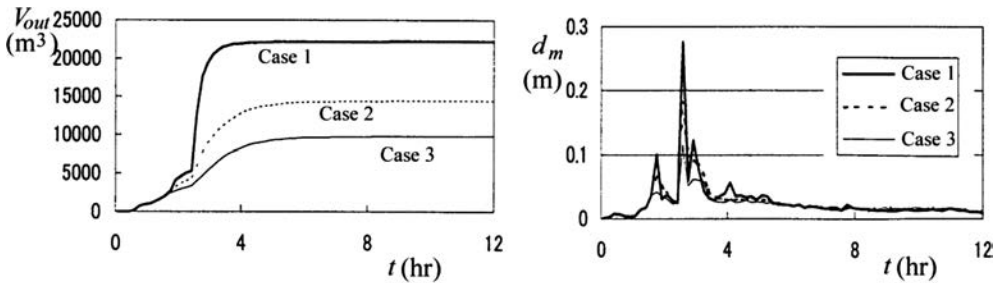 V_out
(m³)
25000
20000
15000
10000
5000
0
Case 1
Case 2
Case 3
0
4
8
12
t (hr)
d_m
(m)
0.3
0.2
0.1
0
Case 1
Case 2
Case 3
0
4
8
12
t (hr)